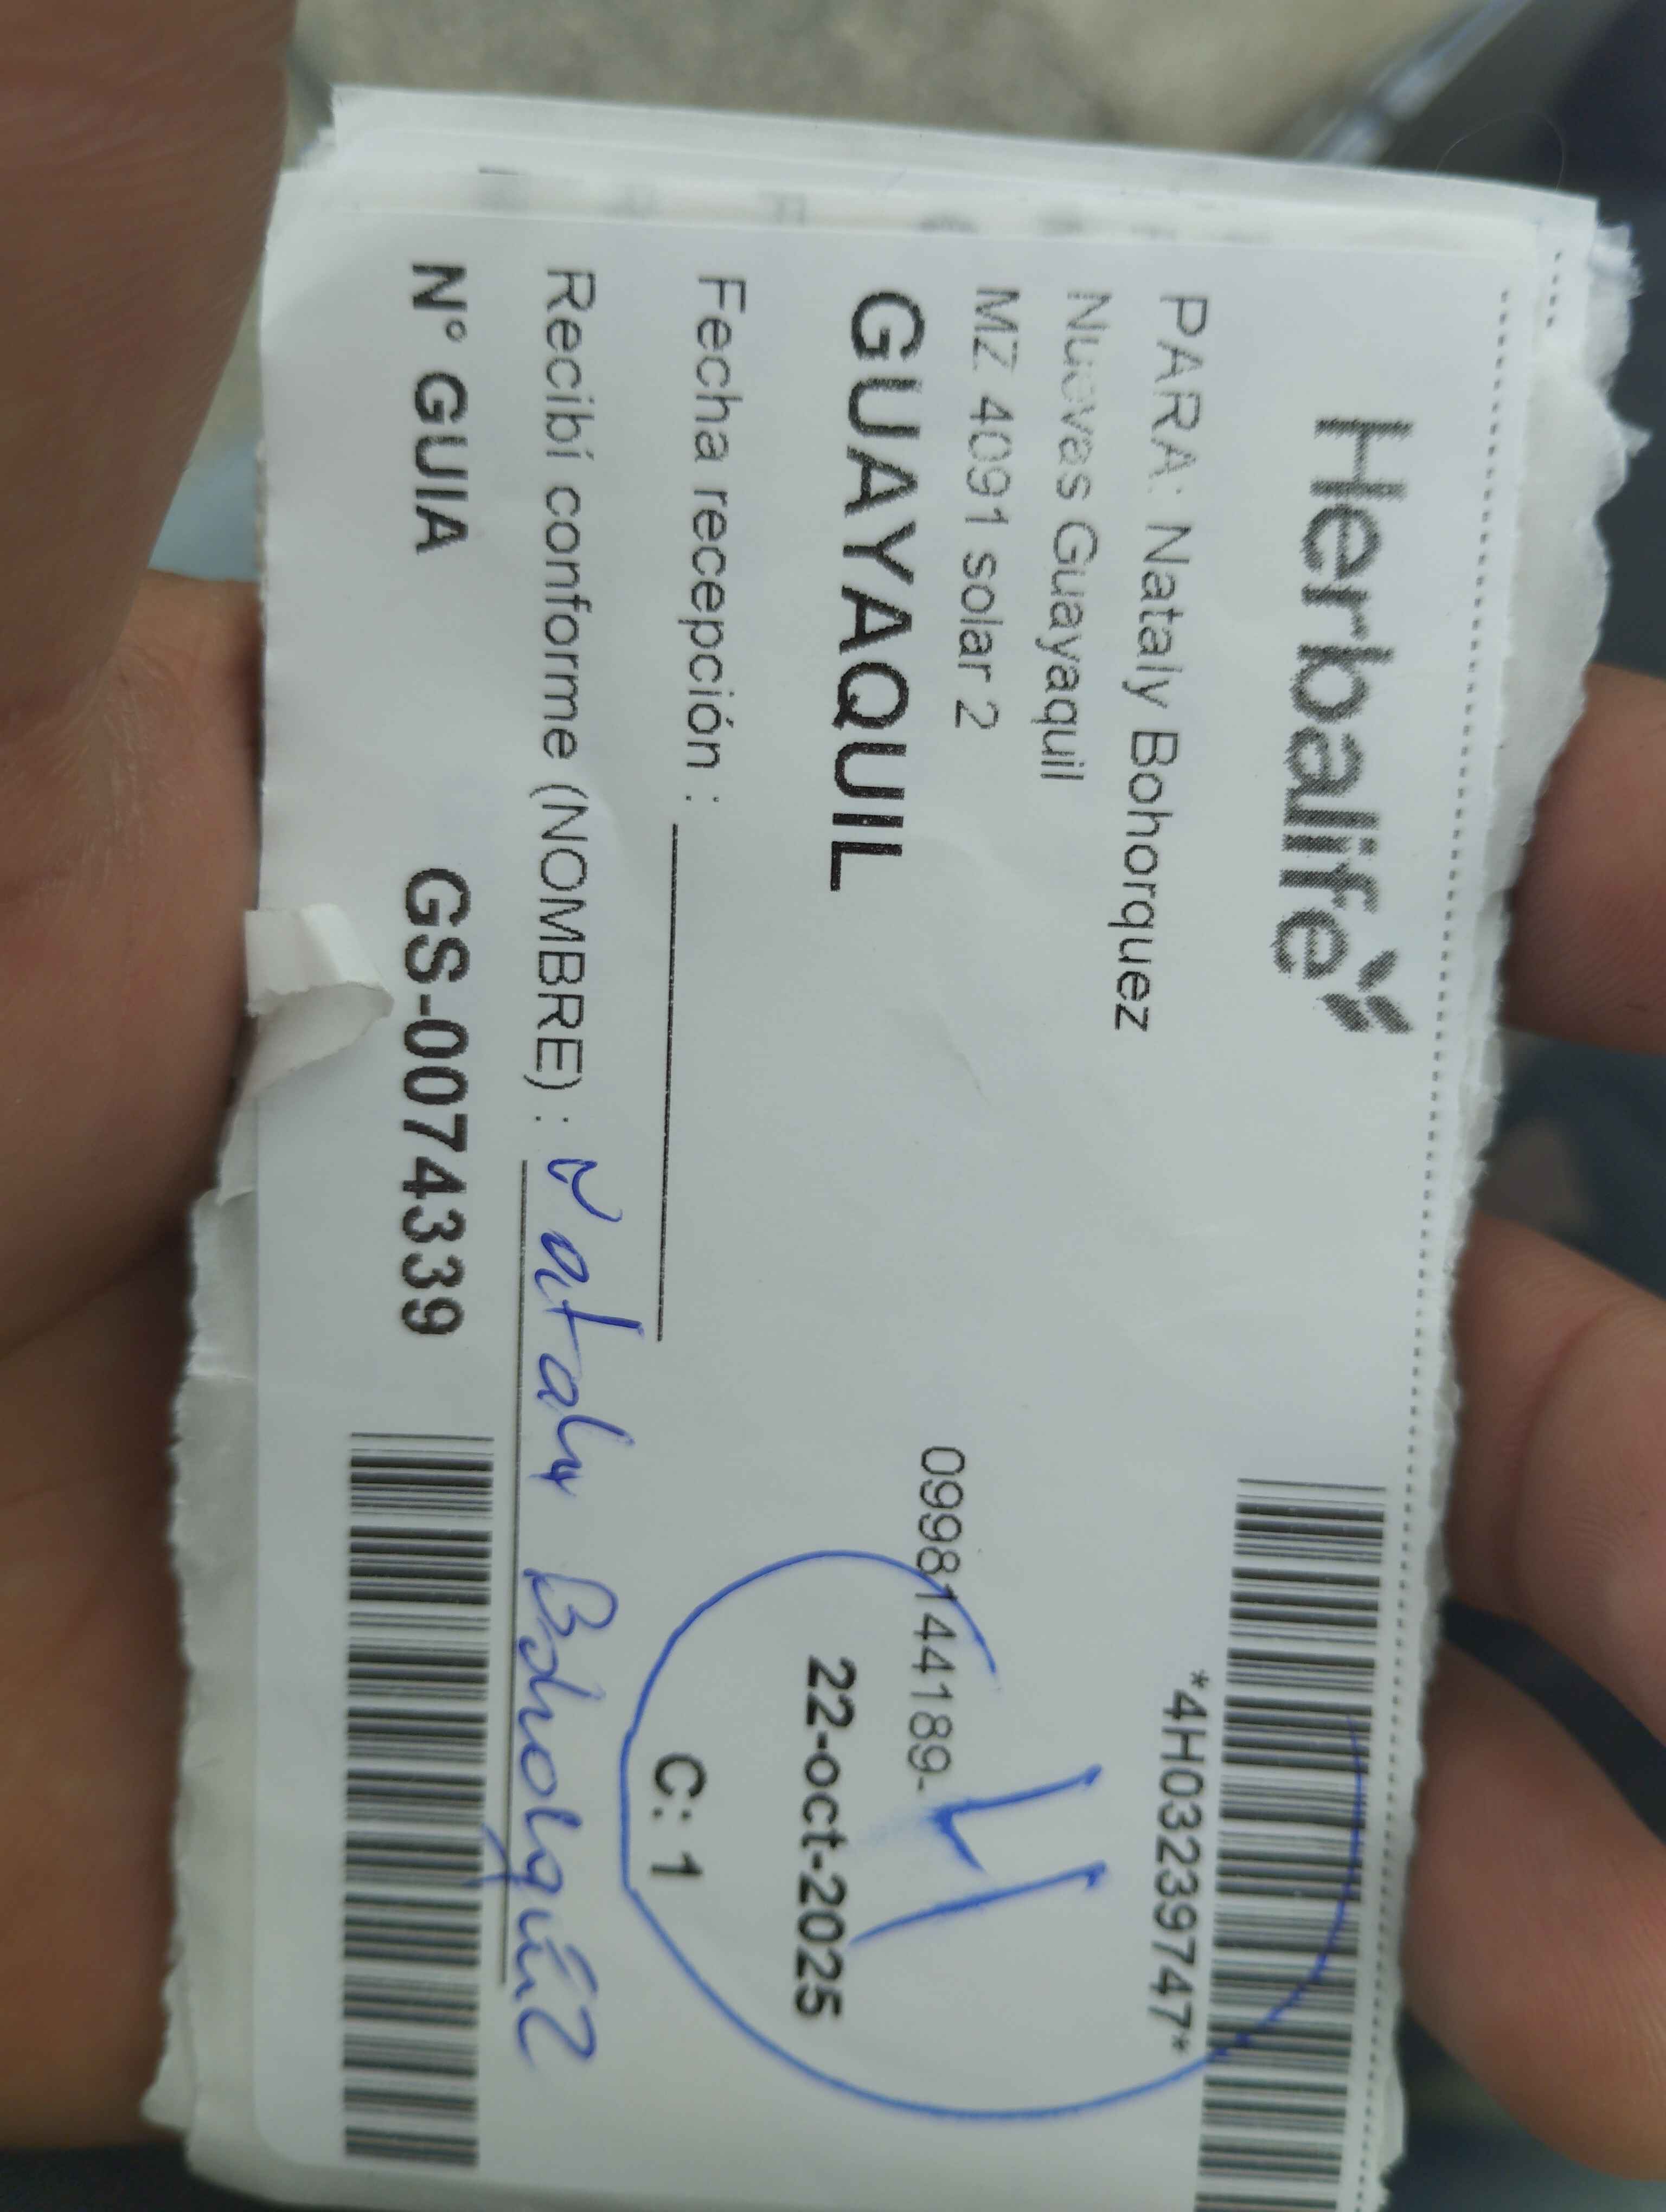 Herbalife
*4H03239747*
PARA: Nataly Bohorquez
Nuevas Guayaquil
MZ 4091 solar 2
0998144189-
GUAYAQUIL
22-oct-2025
Fecha recepción :
C: 1
Recibí conforme (NOMBRE) : Nataly Bohorquez
N° GUIA GS-0074339